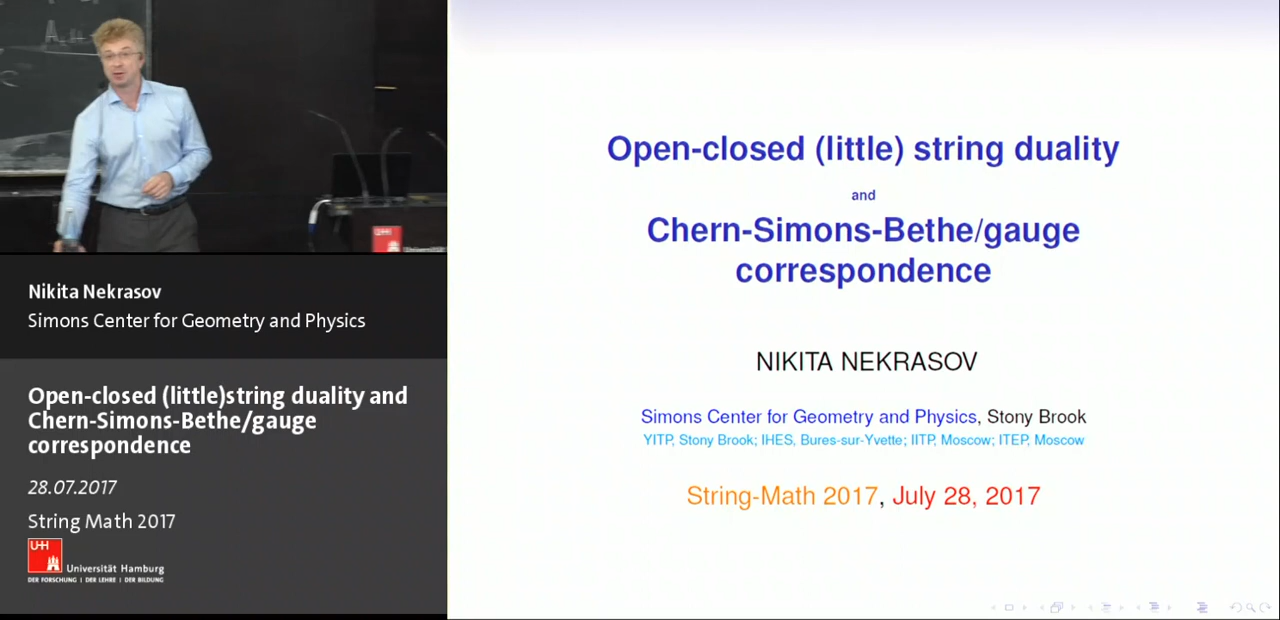 Nikita Nekrasov
Simons Center for Geometry and Physics
Open-closed (little)string duality and
Chern-Simons-Bethe/gauge
correspondence
28.07.2017
String Math 2017
UHH
Universität Hamburg
DER FORSCHUNG | DER LEHRE | DER BILDUNG
Open-closed (little) string duality
and
Chern-Simons-Bethe/gauge
correspondence
NIKITA NEKRASOV
Simons Center for Geometry and Physics, Stony Brook
YITP, Stony Brook; IHES, Bures-sur-Yvette; IITP, Moscow; ITEP, Moscow
String-Math 2017, July 28, 2017